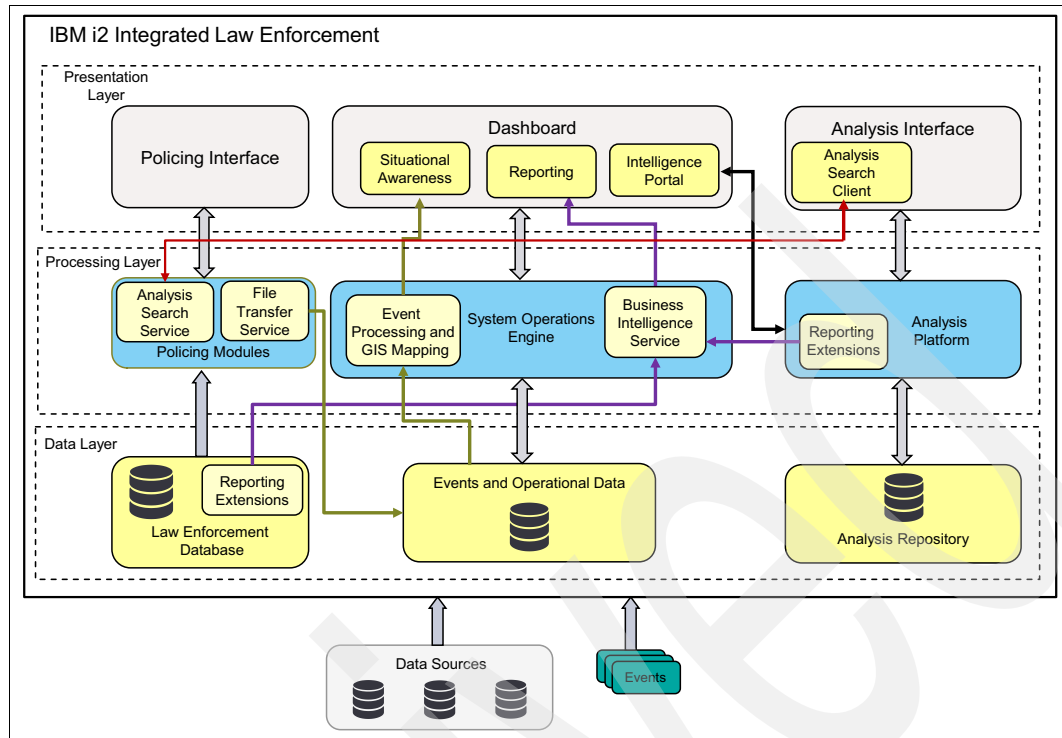 IBM i2 Integrated Law Enforcement
Presentation
Layer
Policing Interface
Dashboard
Situational
Awareness
Reporting
Intelligence
Portal
Analysis Interface
Analysis
Search
Client
Processing Layer
Analysis
Search
Service
File
Transfer
Service
Policing Modules
Event
Processing and
GIS Mapping
System Operations
Engine
Business
Intelligence
Service
Reporting
Extensions
Analysis
Platform
Data Layer
Reporting
Extensions
Law Enforcement
Database
Events and Operational Data
Analysis Repository
Data Sources
Events